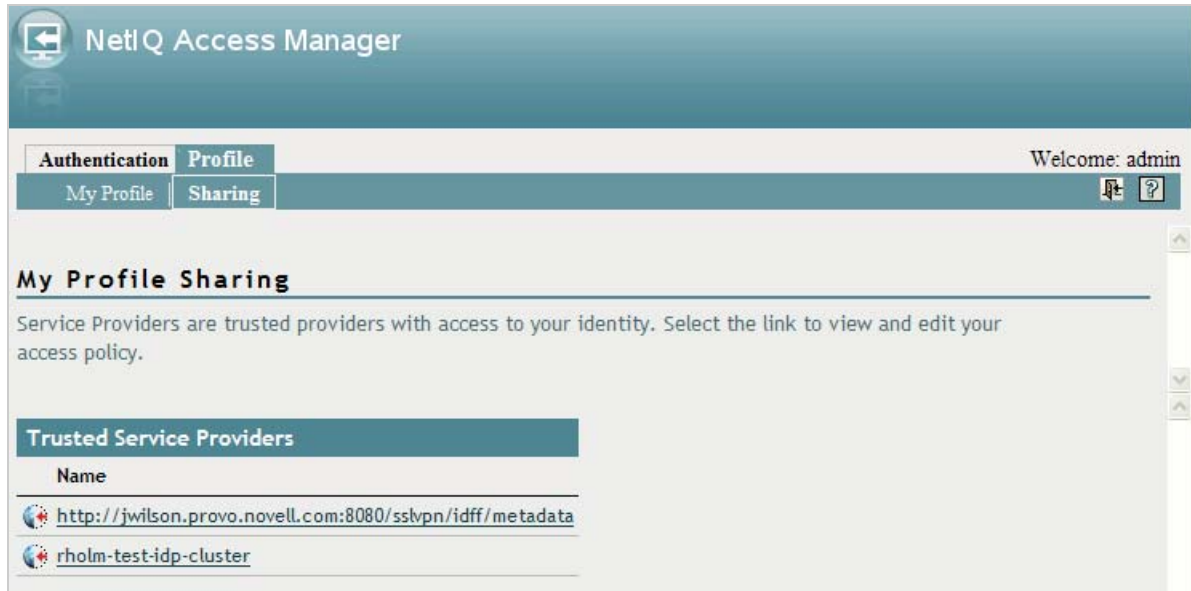 NetIQ Access Manager
Authentication Profile
Welcome: admin
My Profile Sharing
?
My Profile Sharing
Service Providers are trusted providers with access to your identity. Select the link to view and edit your
access policy.
Trusted Service Providers
Name
http://jwilson.provo.novell.com:8080/sslvpn/idff/metadata
rholm-test-idp-cluster